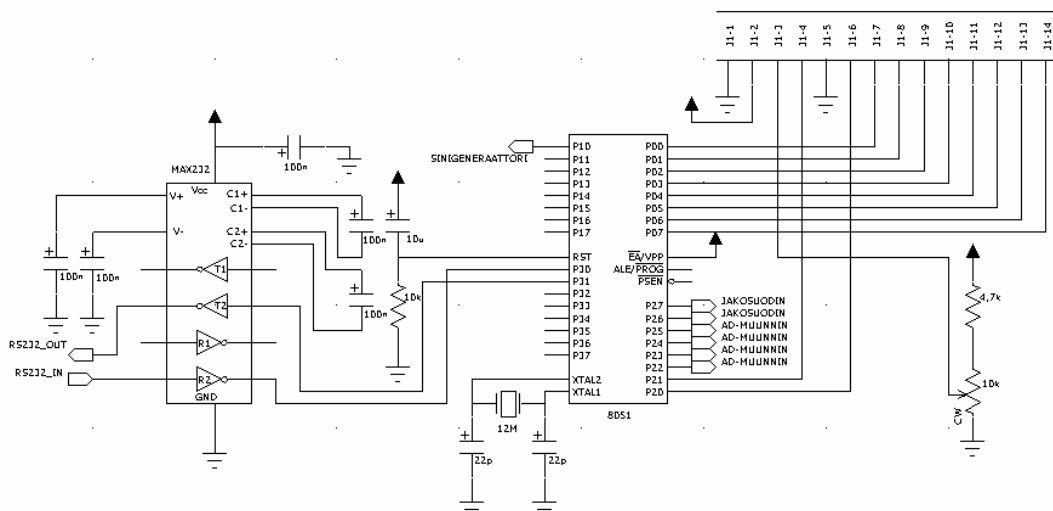 J1-1
J1-2
J1-3
J1-4
J1-5
J1-6
J1-7
J1-8
J1-9
J1-10
J1-11
J1-12
J1-13
J1-14
MAX232
Vcc
V+
V-
C1+
C1-
C2+
C2-
T1
T2
R1
R2
GND
+
100n
+
100n
+
100n
+
100n
+
100n
+
10u
10k
RS232_OUT
RS232_IN
SINIGENERAATTORI
P10
P11
P12
P13
P14
P15
P16
P17
RST
P30
P31
P32
P33
P34
P35
P36
P37
XTAL2
XTAL1
P00
P01
P02
P03
P04
P05
P06
P07
EA/VPP
ALE/PROG
PSEN
P27
P26
P25
P24
P23
P22
P21
P20
8051
JAKOSUODIN
JAKOSUODIN
AD-MUUNNIN
AD-MUUNNIN
AD-MUUNNIN
AD-MUUNNIN
12M
+
22p
+
22p
4,7k
10k
CW